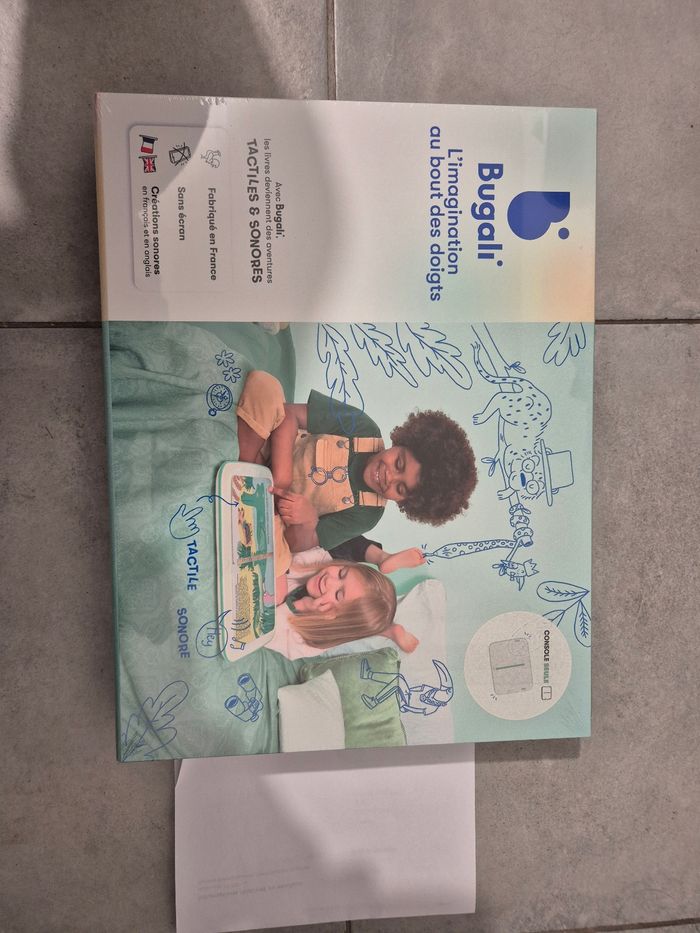 Bugali
L'imagination
au bout des doigts
Avec Bugali,
les livres deviennent des aventures
TACTILES & SONORES
Fabriqué en France
Sans écran
Créations sonores
en français et en anglais
TACTILE
SONORE
Hey
CONSOLE SEULE